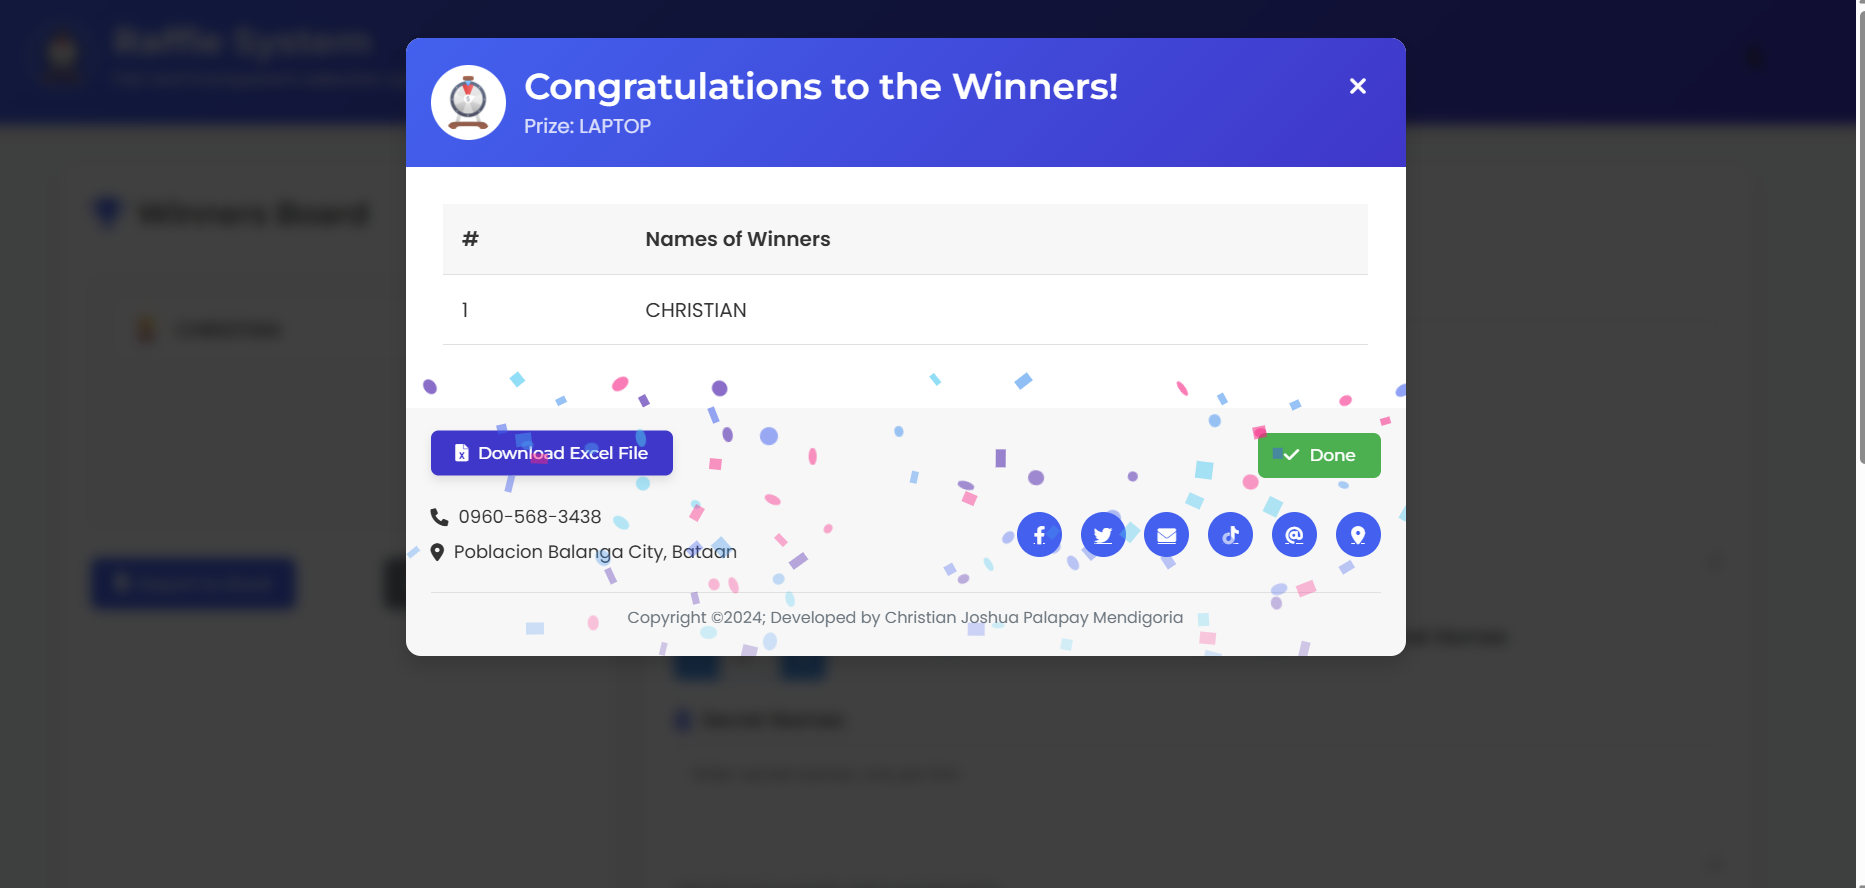 Raffle System
Congratulations to the Winners!
Prize: LAPTOP
Winners Board
# Names of Winners
1 CHRISTIAN
CHRISTIAN
Download Excel File
Done
0960-568-3438
Poblacion Balanga City, Bataan
Copyright ©2024; Developed by Christian Joshua Palapay Mendigoria